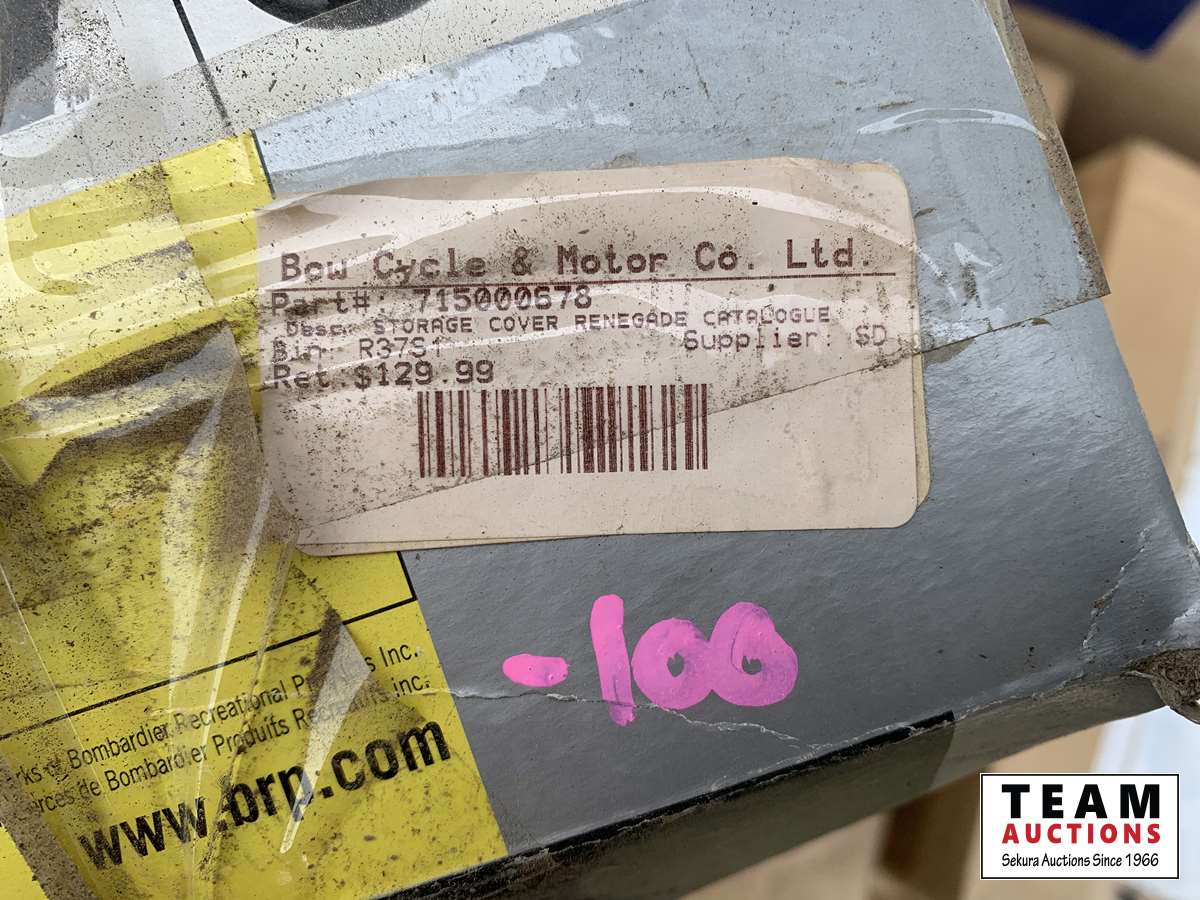 Bow Cycle & Motor Co. Ltd.
Part#: 715000678
Desc: STORAGE COVER RENEGADE CATALOGUE
Bin: R37S1 Supplier: SD
Ret $129.99
-100
Bombardier Recreational Products Inc.
de Bombardier Produits Récréatifs inc.
www.brp.com
TEAM
AUCTIONS
Sekura Auctions Since 1966